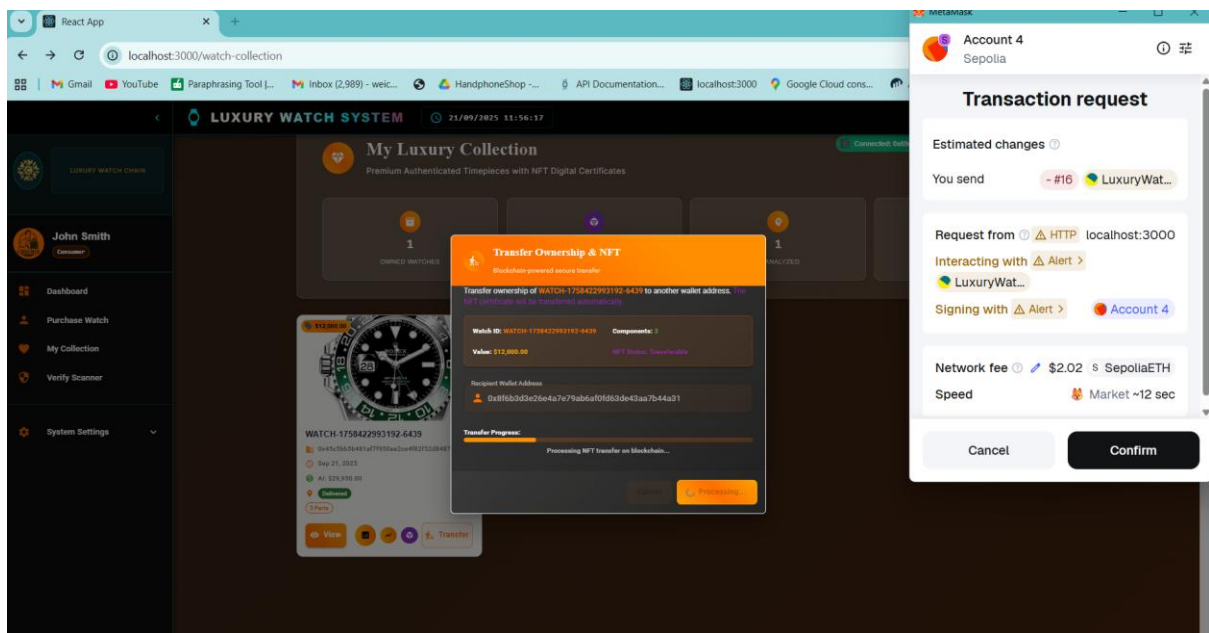 React App
MetaMask
localhost:3000/watch-collection
Gmail YouTube Paraphrasing Tool |... Inbox (2,989) - weic... HandphoneShop -... API Documentation... localhost:3000 Google Cloud cons...
LUXURY WATCH SYSTEM 21/09/2025 11:56:17
LUXURY WATCH CHAIN
John Smith
Consumer
Dashboard
Purchase Watch
My Collection
Verify Scanner
System Settings
My Luxury Collection
Premium Authenticated Timepieces with NFT Digital Certificates
Connected:
1
OWNED WATCHES
1
ANALYZED
$12,000.00
WATCH-1758422993192-6439
Sep 21, 2025
Delivered
3 Parts
View Transfer
Transfer Ownership & NFT
Blockchain-powered secure transfer
Transfer ownership of WATCH-1758422993192-6439 to another wallet address. The
NFT certificate will be transferred automatically.
Watch ID: WATCH-1758422993192-6439 Components: 3
Value: $12,000.00 NFT Status: Transferable
Recipient Wallet Address
0x8f6b3d3e26e4a7e79ab6af0fd63de43aa7b44a31
Transfer Progress:
Processing NFT transfer on blockchain...
Cancel Processing...
Account 4
Sepolia
Transaction request
Estimated changes
You send - #16 LuxuryWat...
Request from HTTP localhost:3000
Interacting with Alert >
LuxuryWat...
Signing with Alert > Account 4
Network fee $2.02 S SepoliaETH
Speed Market ~12 sec
Cancel Confirm